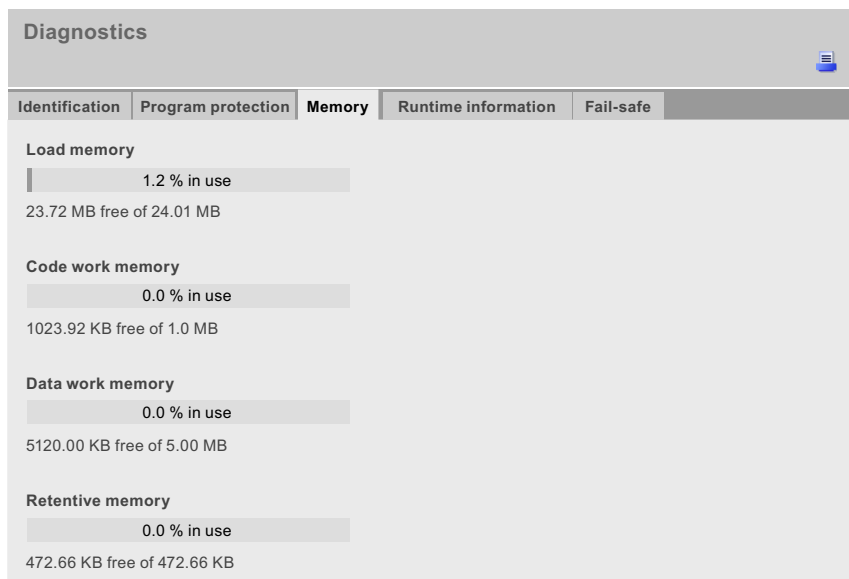 Diagnostics
Identification Program protection Memory Runtime information Fail-safe
Load memory
1.2 % in use
23.72 MB free of 24.01 MB
Code work memory
0.0 % in use
1023.92 KB free of 1.0 MB
Data work memory
0.0 % in use
5120.00 KB free of 5.00 MB
Retentive memory
0.0 % in use
472.66 KB free of 472.66 KB